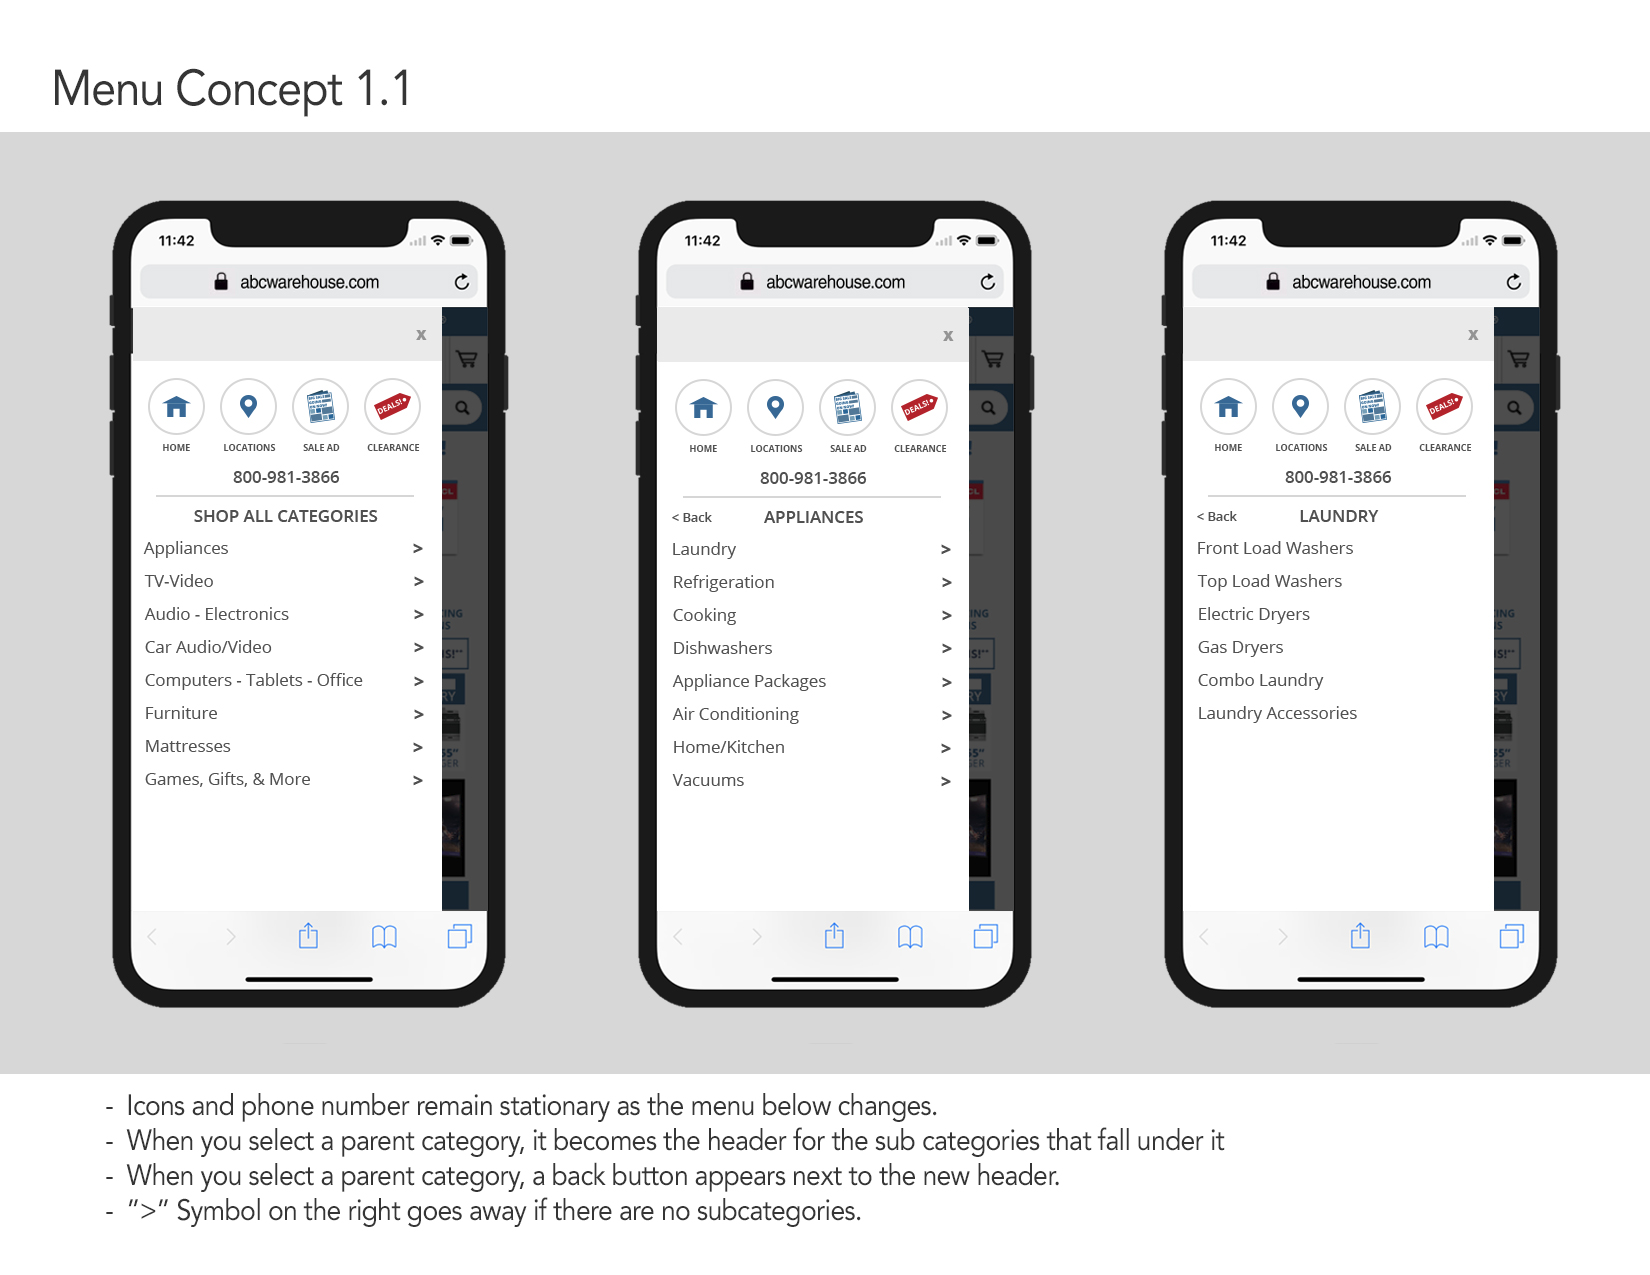 Menu Concept 1.1
11:42
abcwarehouse.com
x
DEALS!
HOME LOCATIONS SALE AD CLEARANCE
800-981-3866
SHOP ALL CATEGORIES
Appliances >
TV-Video >
Audio - Electronics >
Car Audio/Video >
Computers - Tablets - Office >
Furniture >
Mattresses >
Games, Gifts, & More >
11:42
abcwarehouse.com
x
DEALS!
HOME LOCATIONS SALE AD CLEARANCE
800-981-3866
< Back APPLIANCES
Laundry >
Refrigeration >
Cooking >
Dishwashers >
Appliance Packages >
Air Conditioning >
Home/Kitchen >
Vacuums >
11:42
abcwarehouse.com
x
DEALS!
HOME LOCATIONS SALE AD CLEARANCE
800-981-3866
< Back LAUNDRY
Front Load Washers
Top Load Washers
Electric Dryers
Gas Dryers
Combo Laundry
Laundry Accessories
- Icons and phone number remain stationary as the menu below changes.
- When you select a parent category, it becomes the header for the sub categories that fall under it
- When you select a parent category, a back button appears next to the new header.
- ”>” Symbol on the right goes away if there are no subcategories.